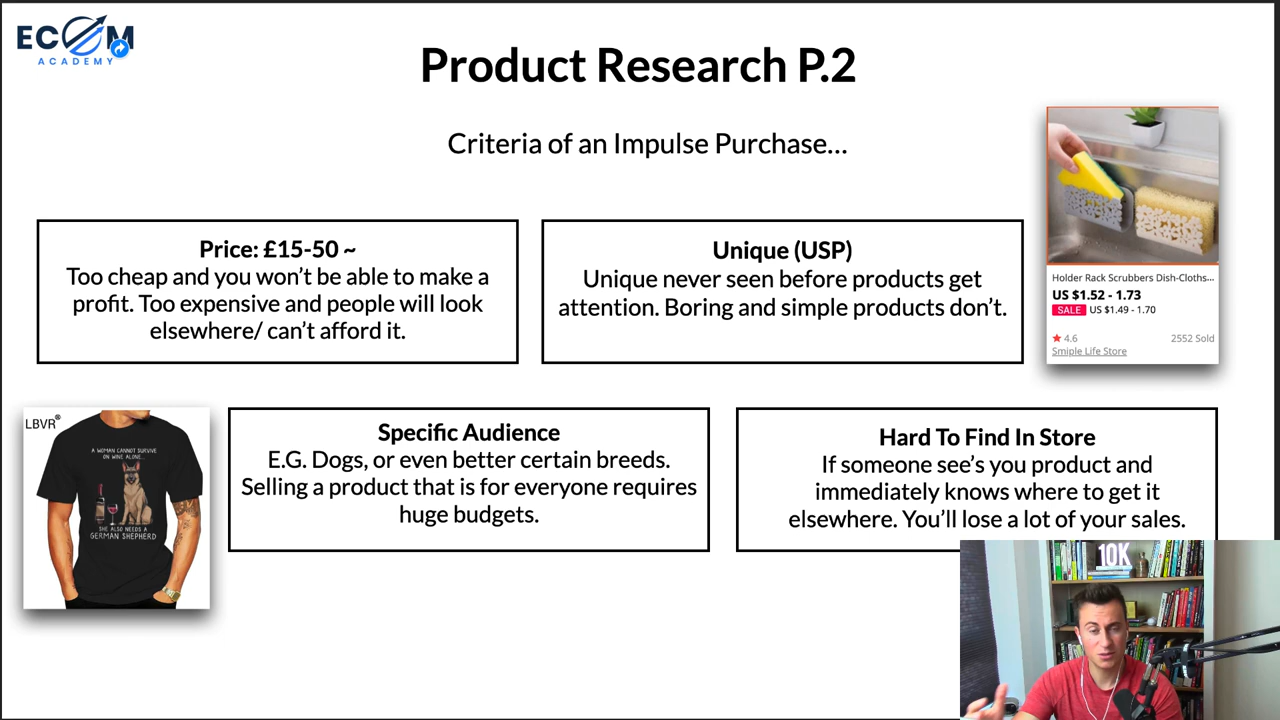 ECOM
ACADEMY
Product Research P.2
Criteria of an Impulse Purchase...
Price: £15-50 ~
Too cheap and you won't be able to make a
profit. Too expensive and people will look
elsewhere/ can't afford it.
Unique (USP)
Unique never seen before products get
attention. Boring and simple products don't.
Holder Rack Scrubbers Dish-Cloths...
US $1.52 - 1.73
SALE US $1.49 - 1.70
4.6 2552 Sold
Smiple Life Store
LBVR®
A WOMAN CANNOT SURVIVE
ON WINE ALONE...
SHE ALSO NEEDS A
GERMAN SHEPHERD
Specific Audience
E.G. Dogs, or even better certain breeds.
Selling a product that is for everyone requires
huge budgets.
Hard To Find In Store
If someone see's you product and
immediately knows where to get it
elsewhere. You'll lose a lot of your sales.
10K